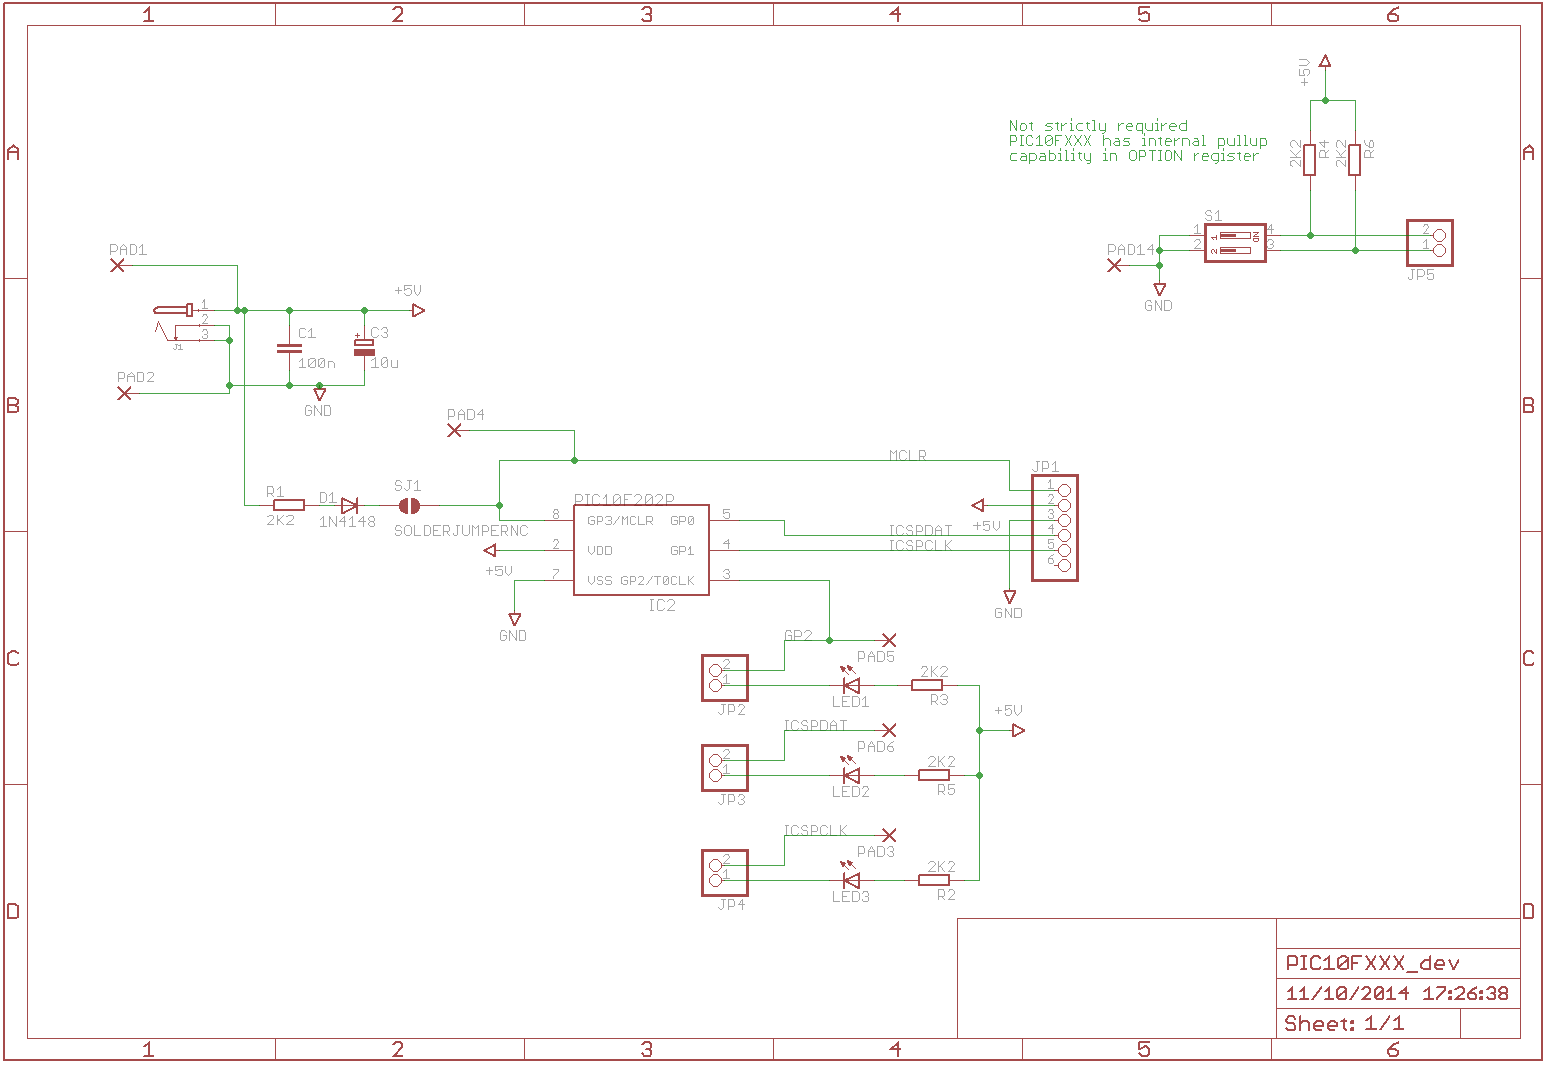 1 2 3 4 5 6
A A
B B
C C
D D
+5V
Not strictly required
PIC10FXXX has internal pullup
capability in OPTION register
2K2 R4 2K2 R6
S1
1 4
2 3
1 ON
2
PAD14
GND
2
1
JP5
PAD1
1
2
3
J1
+5V
C1
100n
C3
+
10u
PAD2
GND
PAD4
MCLR
R1
2K2
D1
1N4148
SJ1
SOLDERJUMPERNC
PIC10F202P
8 GP3/MCLR GP0 5
2 VDD GP1 4
7 VSS GP2/T0CLK 3
IC2
+5V
GND
JP1
1
2
3
4
5
6
+5V
ICSPDAT
ICSPCLK
GND
GP2
PAD5
2
1
JP2
LED1
2K2
R3
+5V
ICSPDAT
PAD6
2
1
JP3
LED2
2K2
R5
ICSPCLK
PAD3
2
1
JP4
LED3
2K2
R2
PIC10FXXX_dev
11/10/2014 17:26:38
Sheet: 1/1
1 2 3 4 5 6